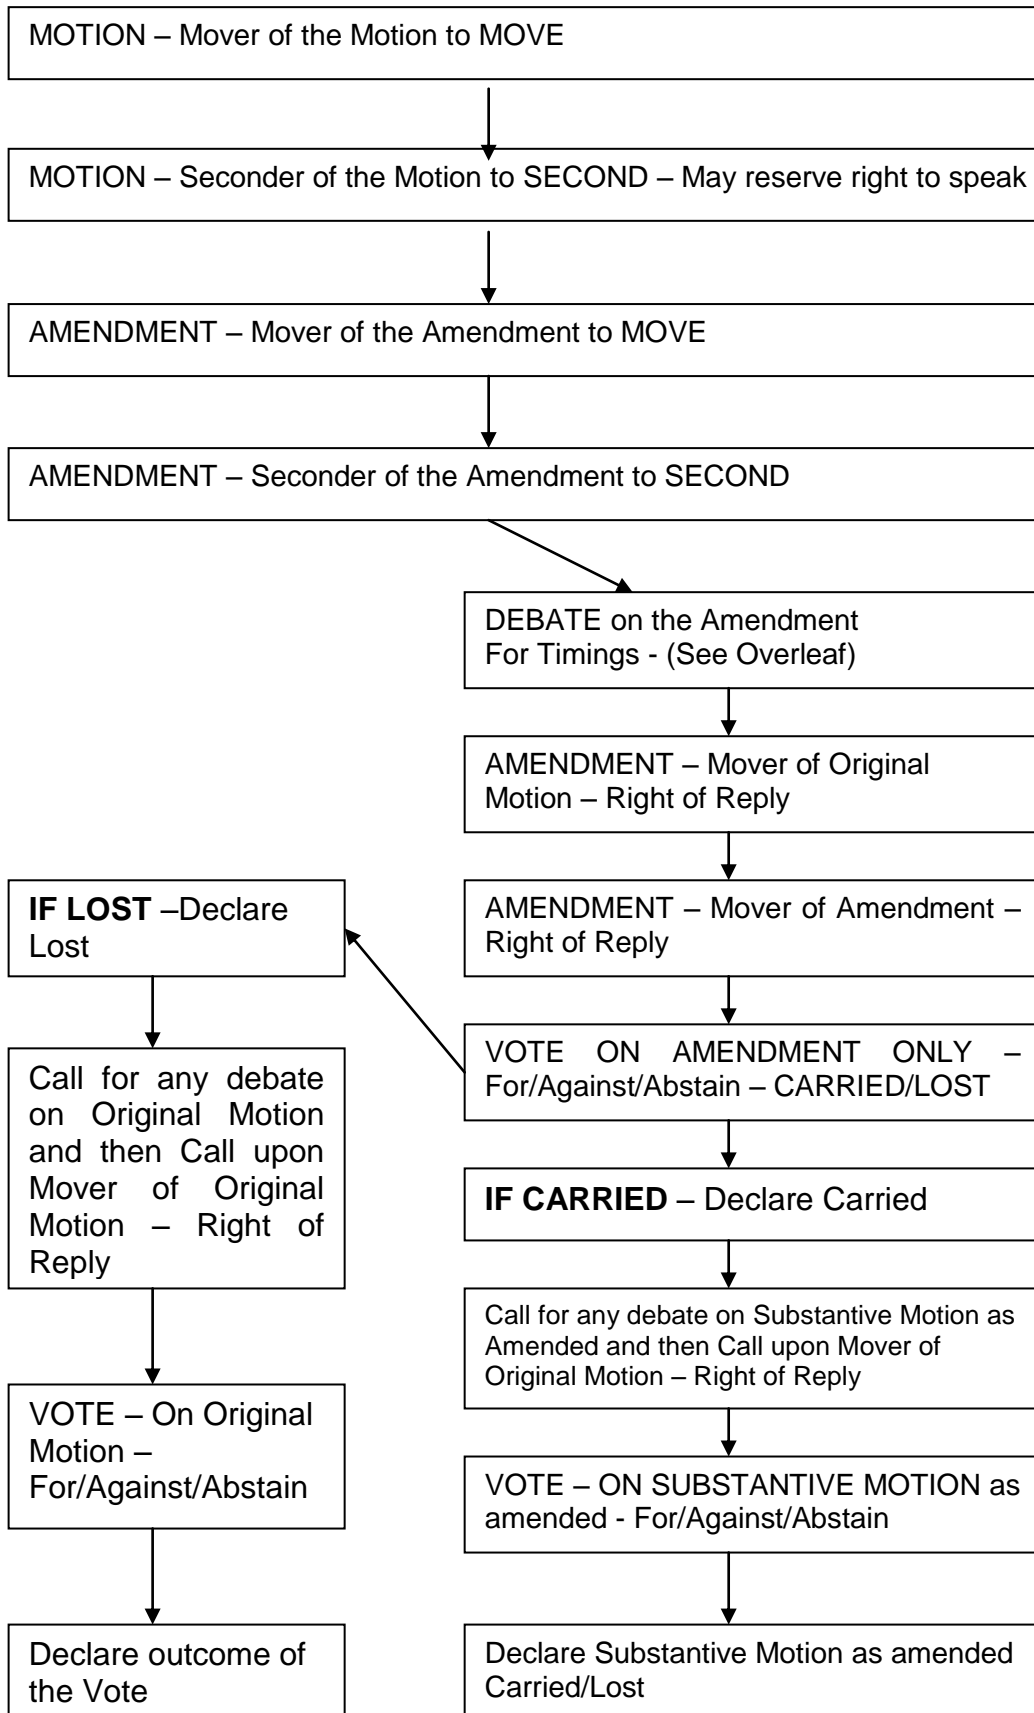 MOTION – Mover of the Motion to MOVE
MOTION – Seconder of the Motion to SECOND – May reserve right to speak
AMENDMENT – Mover of the Amendment to MOVE
AMENDMENT – Seconder of the Amendment to SECOND
DEBATE on the Amendment
For Timings - (See Overleaf)
AMENDMENT – Mover of Original
Motion – Right of Reply
AMENDMENT – Mover of Amendment –
Right of Reply
VOTE ON AMENDMENT ONLY –
For/Against/Abstain – CARRIED/LOST
IF LOST –Declare
Lost
Call for any debate
on Original Motion
and then Call upon
Mover of Original
Motion – Right of
Reply
VOTE – On Original
Motion –
For/Against/Abstain
Declare outcome of
the Vote
IF CARRIED – Declare Carried
Call for any debate on Substantive Motion as
Amended and then Call upon Mover of
Original Motion – Right of Reply
VOTE – ON SUBSTANTIVE MOTION as
amended - For/Against/Abstain
Declare Substantive Motion as amended
Carried/Lost